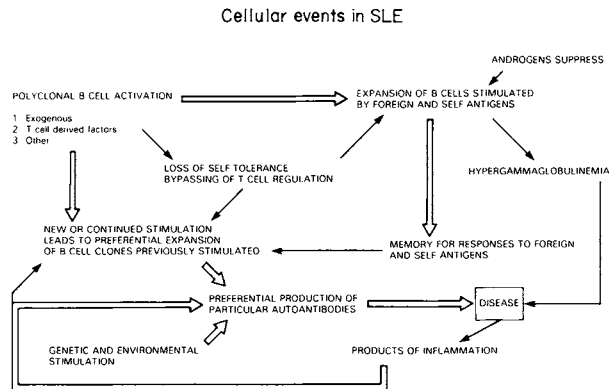 Cellular events in SLE
ANDROGENS SUPPRESS
POLYCLONAL B CELL ACTIVATION
1 Exogenous
2 T cell derived factors
3 Other
EXPANSION OF B CELLS STIMULATED
BY FOREIGN AND SELF ANTIGENS
LOSS OF SELF TOLERANCE
BYPASSING OF T CELL REGULATION
HYPERGAMMAGLOBULINEMIA
NEW OR CONTINUED STIMULATION
LEADS TO PREFERENTIAL EXPANSION
OF B CELL CLONES PREVIOUSLY STIMULATED
MEMORY FOR RESPONSES TO FOREIGN
AND SELF ANTIGENS
PREFERENTIAL PRODUCTION OF
PARTICULAR AUTOANTIBODIES
DISEASE
GENETIC AND ENVIRONMENTAL
STIMULATION
PRODUCTS OF INFLAMMATION